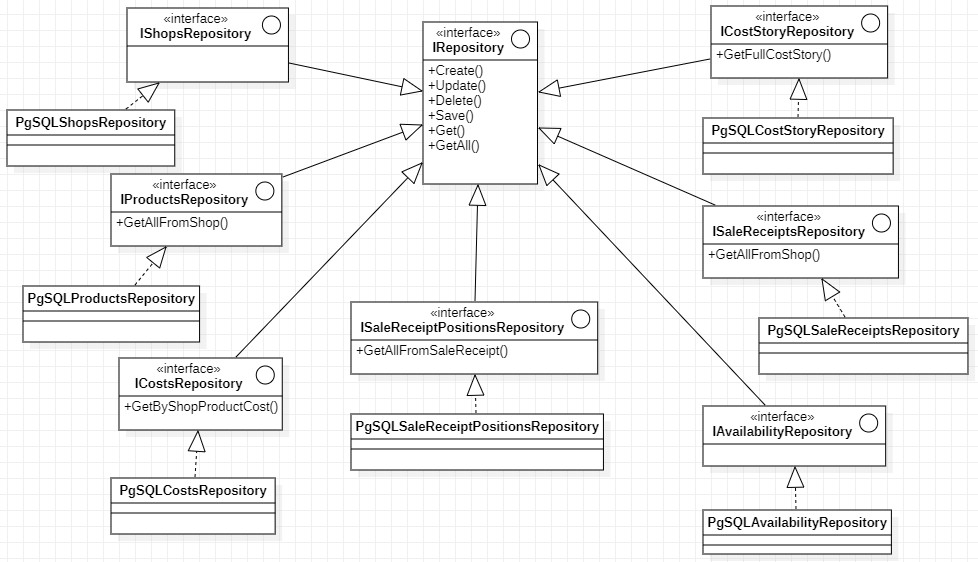 «interface»
IShopsRepository
PgSQLShopsRepository
«interface»
IRepository
+Create()
+Update()
+Delete()
+Save()
+Get()
+GetAll()
«interface»
ICostStoryRepository
+GetFullCostStory()
PgSQLCostStoryRepository
«interface»
IProductsRepository
+GetAllFromShop()
PgSQLProductsRepository
«interface»
ISaleReceiptsRepository
+GetAllFromShop()
PgSQLSaleReceiptsRepository
«interface»
ICostsRepository
+GetByShopProductCost()
PgSQLCostsRepository
«interface»
ISaleReceiptPositionsRepository
+GetAllFromSaleReceipt()
PgSQLSaleReceiptPositionsRepository
«interface»
IAvailabilityRepository
PgSQLAvailabilityRepository